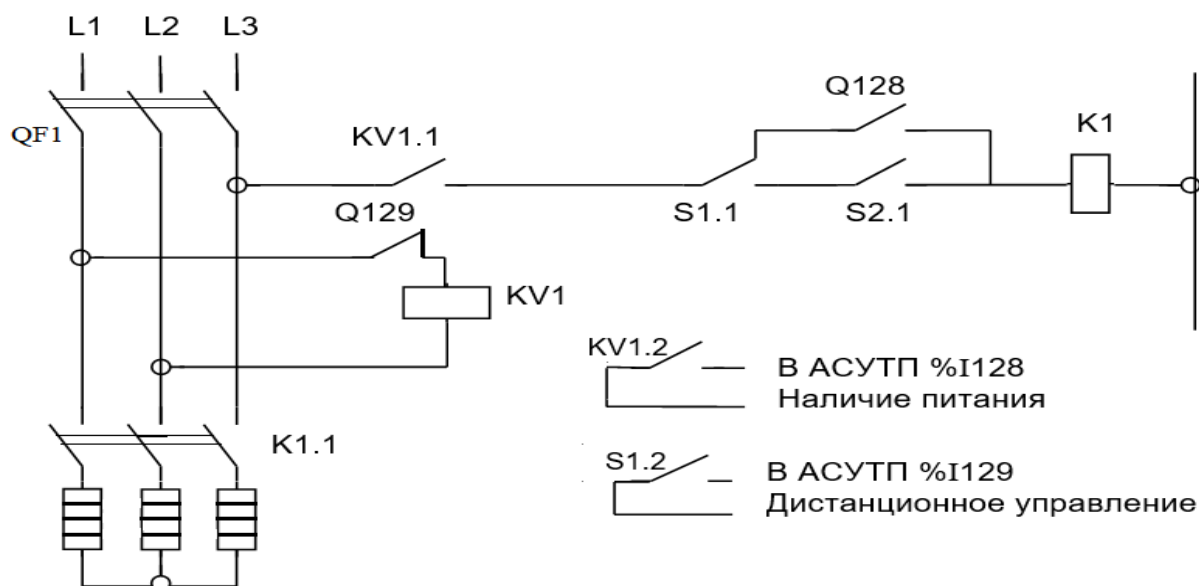 L1 L2 L3
QF1
KV1.1
Q128
K1
S1.1
S2.1
Q129
KV1
KV1.2
В АСУТП %I128
Наличие питания
K1.1
S1.2
В АСУТП %I129
Дистанционное управление